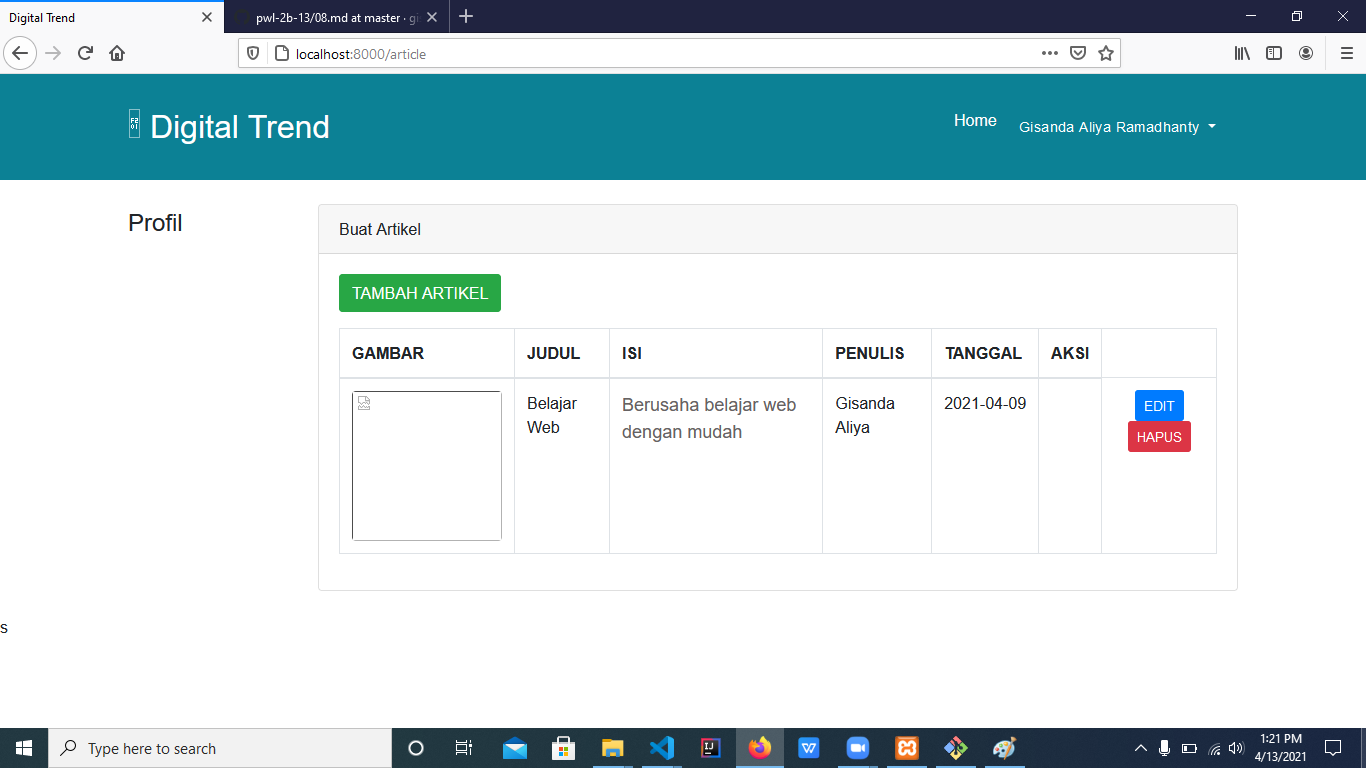 Digital Trend
pwl-2b-13/08.md at master · gi
localhost:8000/article
Digital Trend
Home
Gisanda Aliya Ramadhanty
Profil
Buat Artikel
TAMBAH ARTIKEL
GAMBAR JUDUL ISI PENULIS TANGGAL AKSI
Belajar Web
Berusaha belajar web
dengan mudah
Gisanda
Aliya
2021-04-09
EDIT
HAPUS
s
Type here to search
1:21 PM
4/13/2021